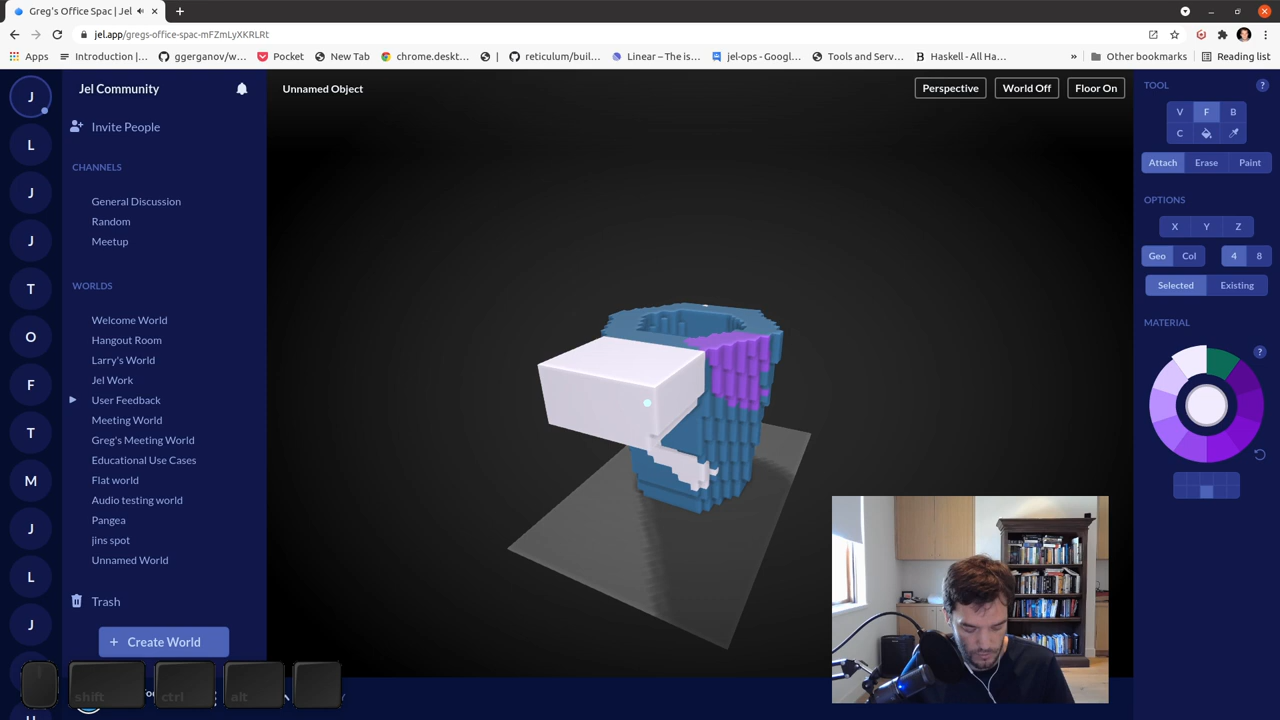 Greg's Office Spac | Jel
jel.app/gregs-office-spac-mFZmLyXKRLRt
Apps
Introduction |…
ggerganov/w…
Pocket
New Tab
chrome.deskt…
|
reticulum/buil…
Linear – The is…
jel-ops - Googl…
Tools and Serv…
Haskell - All Ha…
»
Other bookmarks
Reading list
J
L
J
J
T
O
F
T
M
J
L
J
Jel Community
Invite People
CHANNELS
General Discussion
Random
Meetup
WORLDS
Welcome World
Hangout Room
Larry's World
Jel Work
User Feedback
Meeting World
Greg's Meeting World
Educational Use Cases
Flat world
Audio testing world
Pangea
jins spot
Unnamed World
Trash
+ Create World
shift
ctrl
alt
Unnamed Object
Perspective
World Off
Floor On
TOOL
?
V F B
C
Attach Erase Paint
OPTIONS
X Y Z
Geo Col 4 8
Selected Existing
MATERIAL
?